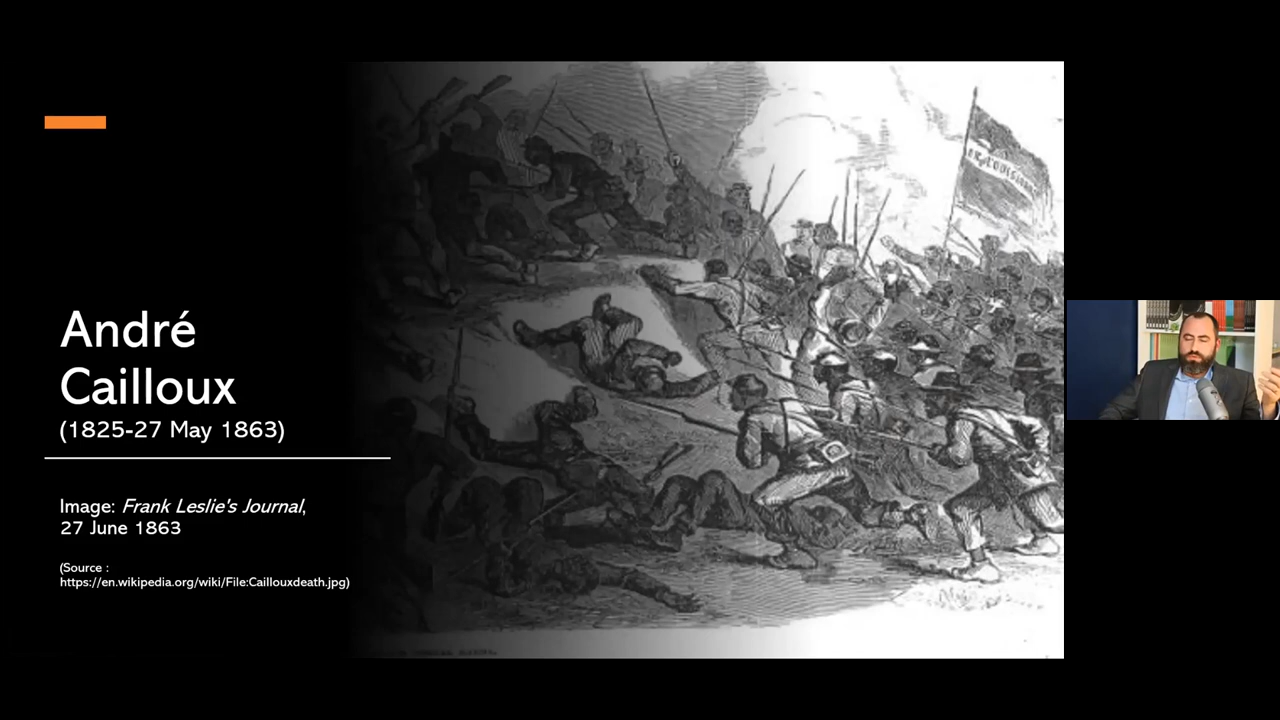 André
Cailloux
(1825-27 May 1863)
Image: Frank Leslie's Journal,
27 June 1863
(Source :
https://en.wikipedia.org/wiki/File:Caillouxdeath.jpg)